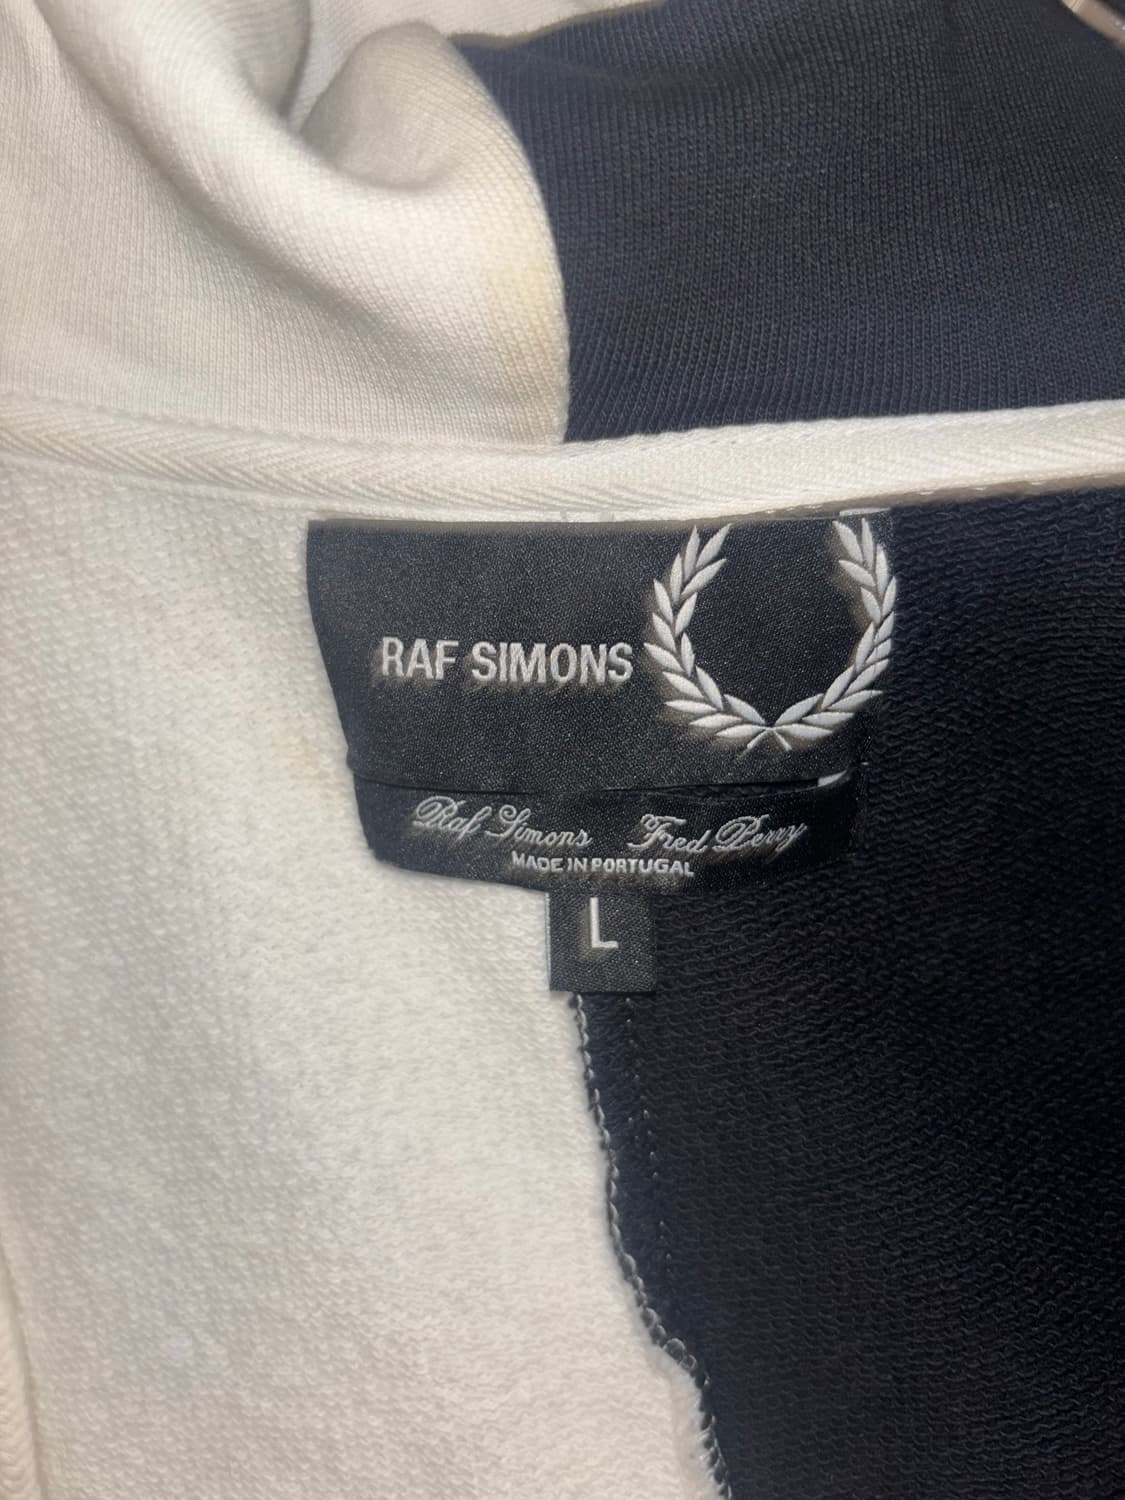 RAF SIMONS
Raf Simons Fred Perry
MADE IN PORTUGAL
L